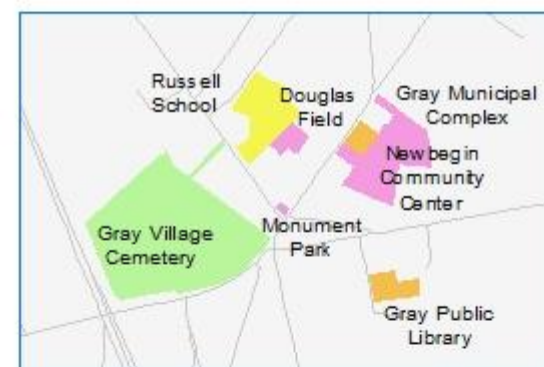 Russell
School
Douglas
Field
Gray Municipal
Complex
Newbegin
Community
Center
Monument
Park
Gray Village
Cemetery
Gray Public
Library